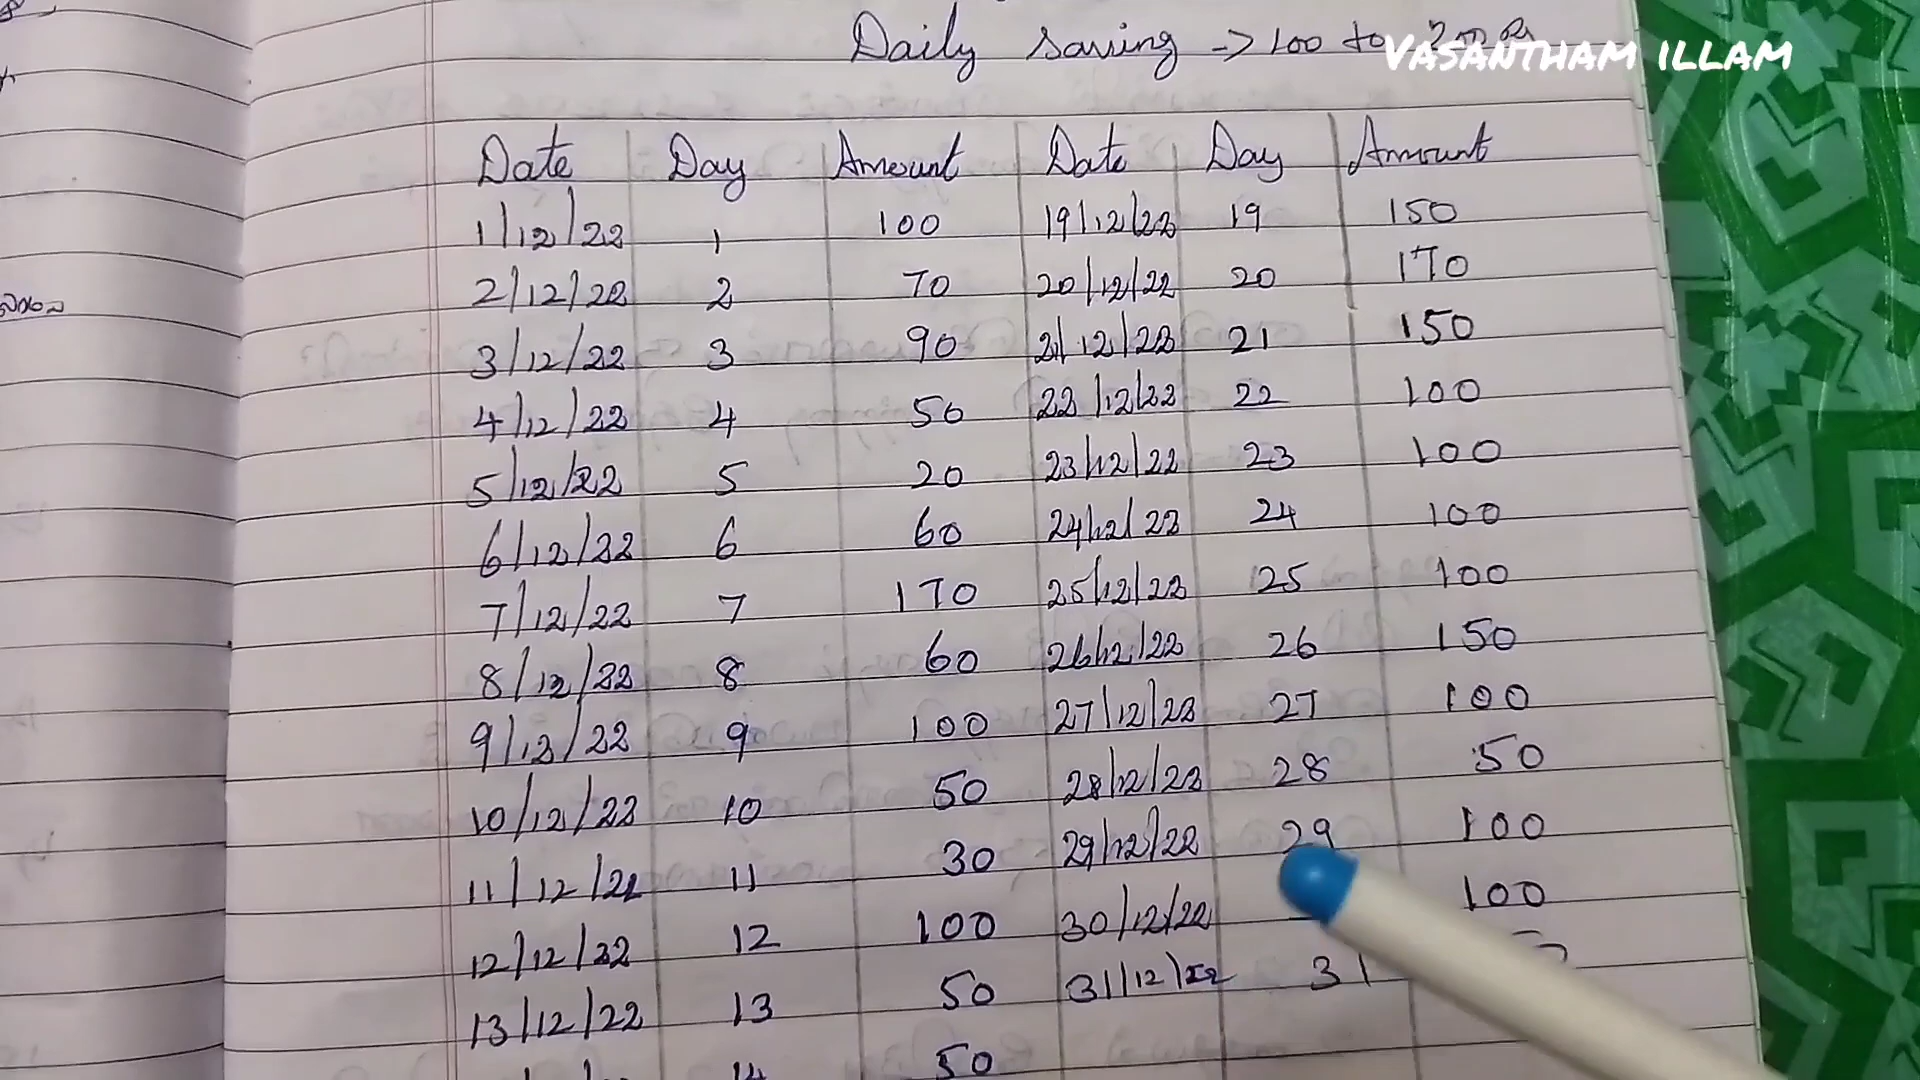 Daily saving -> 100 to 200 Rs
VASANTHAM ILLAM
Date Day Amount Date Day Amount
1/12/22 1 100 19/12/22 19 150
2/12/22 2 70 20/12/22 20 170
3/12/22 3 90 21/12/22 21 150
4/12/22 4 50 22/12/22 22 100
5/12/22 5 20 23/12/22 23 100
6/12/22 6 60 24/12/22 24 100
7/12/22 7 170 25/12/22 25 100
8/12/22 8 60 26/12/22 26 150
9/12/22 9 100 27/12/22 27 100
10/12/22 10 50 28/12/22 28 50
11/12/22 11 30 29/12/22 29 100
12/12/22 12 100 30/12/22 100
13/12/22 13 50 31/12/22 31
14 50